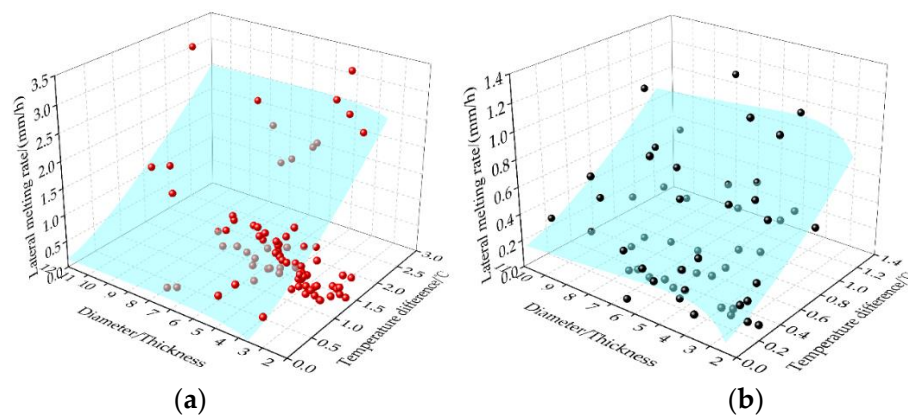 Lateral melting rate/(mm/h)
3.5
3.0
2.5
2.0
1.5
1.0
0.5
0.0
10 9 8 7 6 5 4 3 2
Diameter/Thickness
0.0 0.5 1.0 1.5 2.0 2.5 3.0
Temperature difference/°C
(a)
Lateral melting rate/(mm/h)
1.4
1.2
1.0
0.8
0.6
0.4
0.2
0.0
10 9 8 7 6 5 4 3 2
Diameter/Thickness
0.0 0.2 0.4 0.6 0.8 1.0 1.2 1.4
Temperature difference/°C
(b)